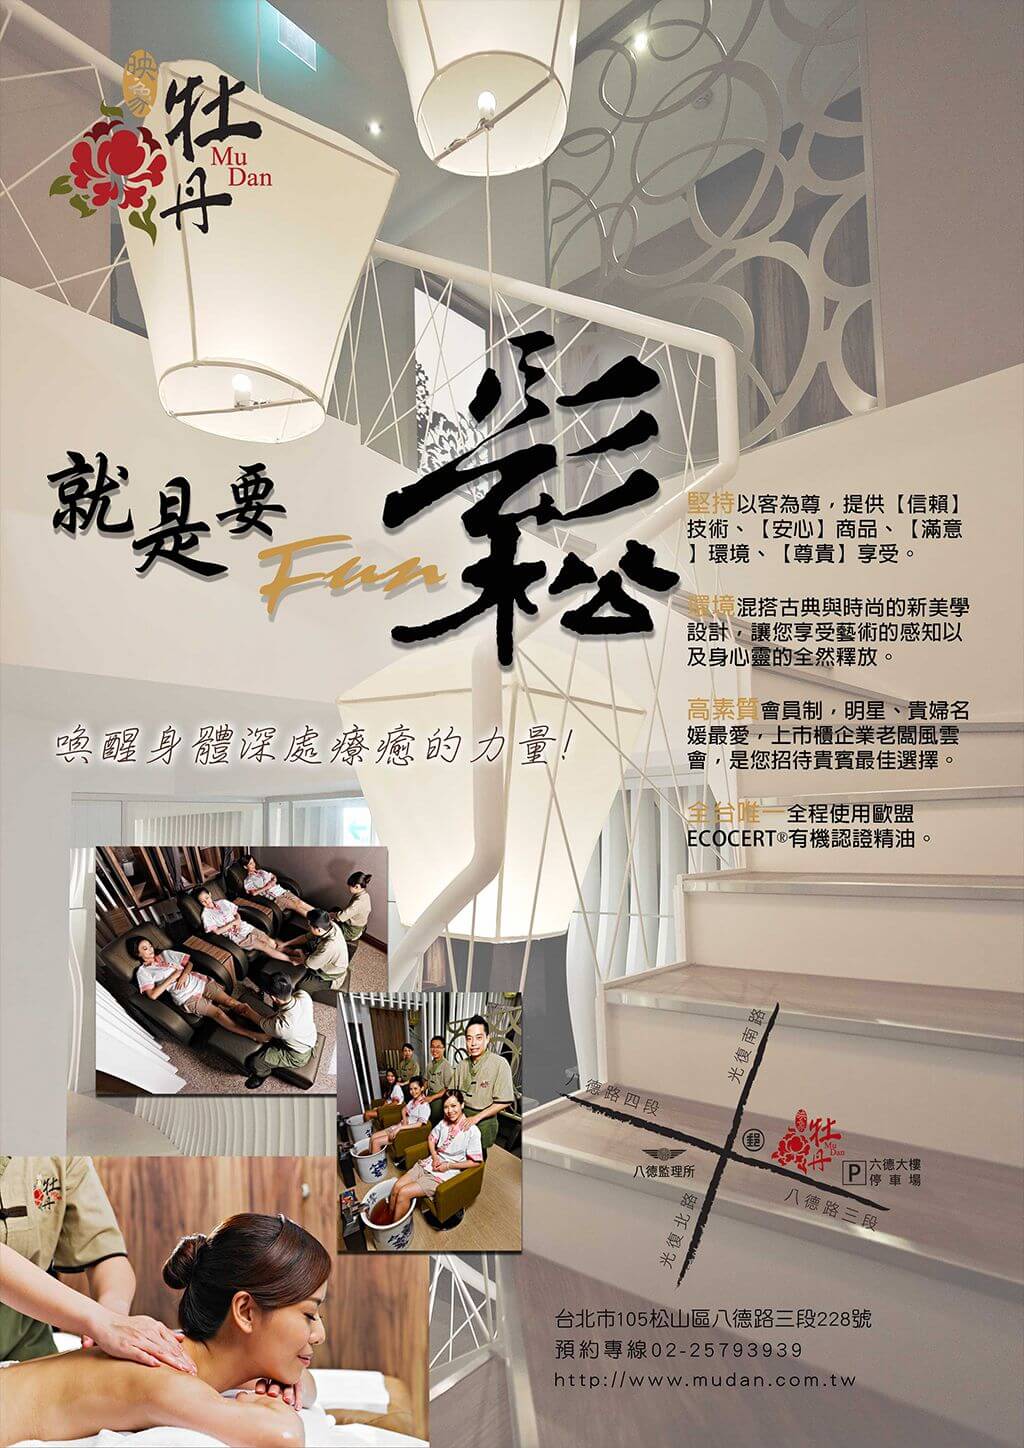 映象
牡丹
Mu
Dan
就是要
Fun
鬆
喚醒身體深處療癒的力量!
堅持以客為尊，提供【信賴】
技術、【安心】商品、【滿意
】環境、【尊貴】享受。
環境混搭古典與時尚的新美學
設計，讓您享受藝術的感知以
及身心靈的全然釋放。
高素質會員制，明星、貴婦名
媛最愛，上市櫃企業老闆風雲
會，是您招待貴賓最佳選擇。
全台唯一全程使用歐盟
ECOCERT®有機認證精油。
光復南路
八德路四段
郵
牡丹
Mu
Dan
八德監理所
P
六德大樓
停車場
八德路三段
光復北路
台北市105松山區八德路三段228號
預約專線02-25793939
http://www.mudan.com.tw